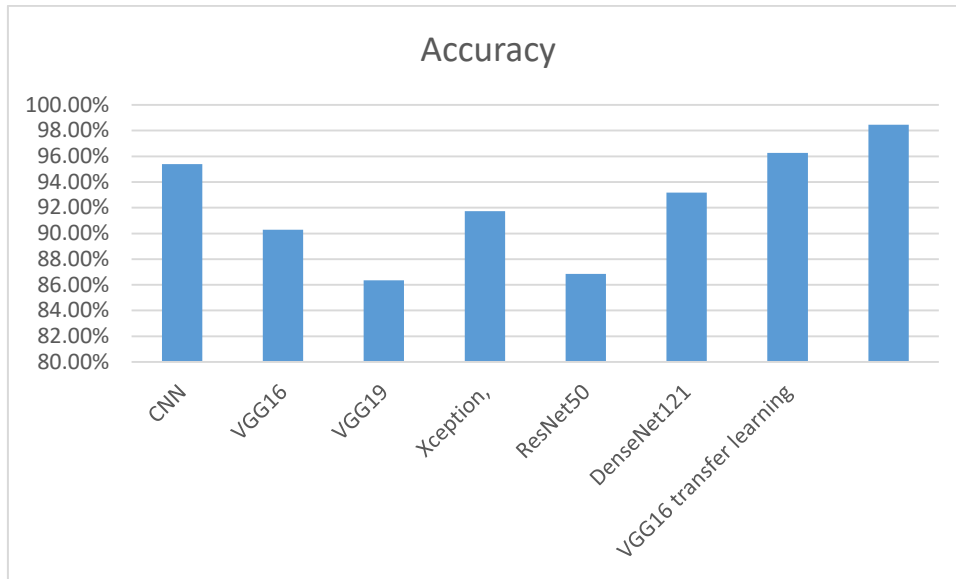 Accuracy
100.00%
98.00%
96.00%
94.00%
92.00%
90.00%
88.00%
86.00%
84.00%
82.00%
80.00%
CNN
VGG16
VGG19
Xception,
ResNet50
DenseNet121
VGG16 transfer learning